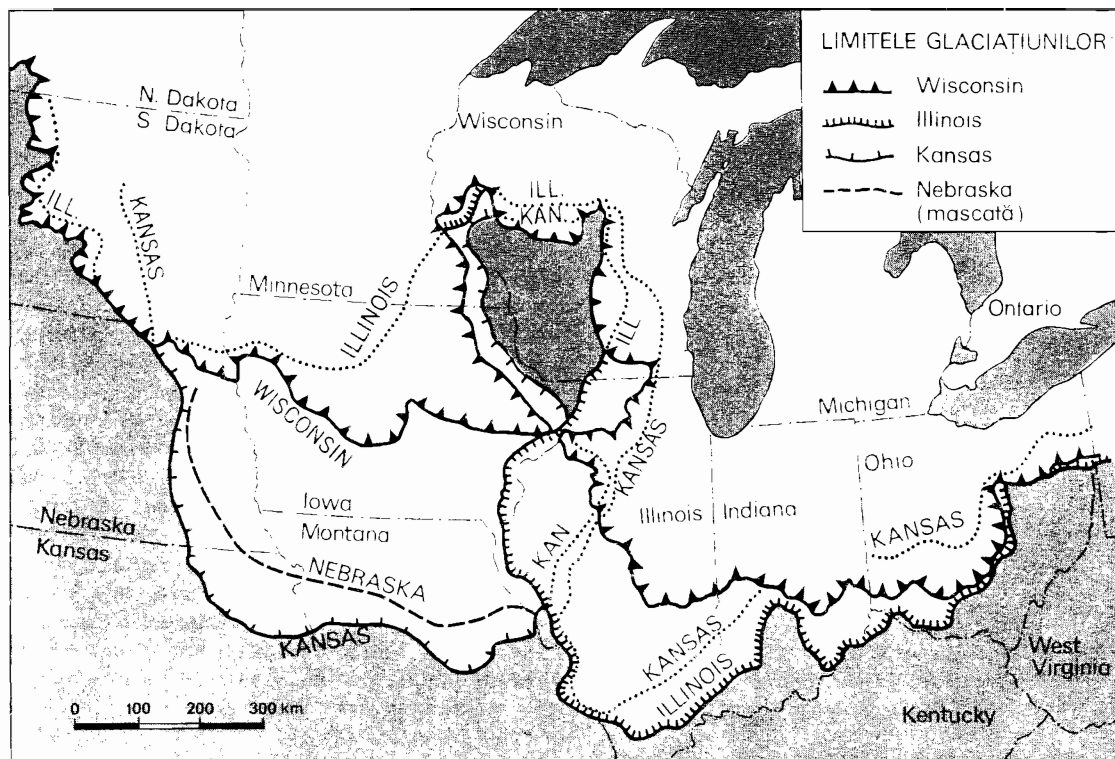 LIMITELE GLACIAŢIUNILOR
Wisconsin
Illinois
Kansas
Nebraska
(mascată)
N. Dakota
S. Dakota
Wisconsin
ILL.
KANSAS
ILL.
KAN.
Minnesota
ILLINOIS
ILL
Ontario
WISCONSIN
Michigan
KANSAS
Ohio
Iowa
Montana
Illinois
Indiana
Nebraska
Kansas
KAN
KANSAS
NEBRASKA
KANSAS
KANSAS
ILLINOIS
West
Virginia
Kentucky
0 100 200 300 km